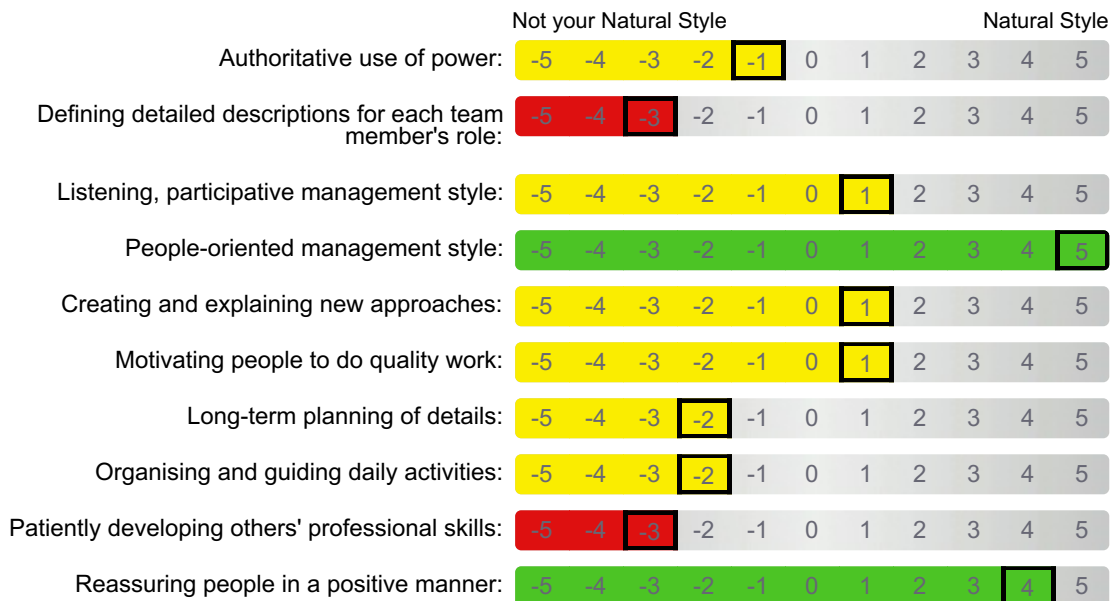 Not your Natural Style Natural Style
Authoritative use of power: -5 -4 -3 -2 -1 0 1 2 3 4 5
Defining detailed descriptions for each team
member's role: -5 -4 -3 -2 -1 0 1 2 3 4 5
Listening, participative management style: -5 -4 -3 -2 -1 0 1 2 3 4 5
People-oriented management style: -5 -4 -3 -2 -1 0 1 2 3 4 5
Creating and explaining new approaches: -5 -4 -3 -2 -1 0 1 2 3 4 5
Motivating people to do quality work: -5 -4 -3 -2 -1 0 1 2 3 4 5
Long-term planning of details: -5 -4 -3 -2 -1 0 1 2 3 4 5
Organising and guiding daily activities: -5 -4 -3 -2 -1 0 1 2 3 4 5
Patiently developing others' professional skills: -5 -4 -3 -2 -1 0 1 2 3 4 5
Reassuring people in a positive manner: -5 -4 -3 -2 -1 0 1 2 3 4 5